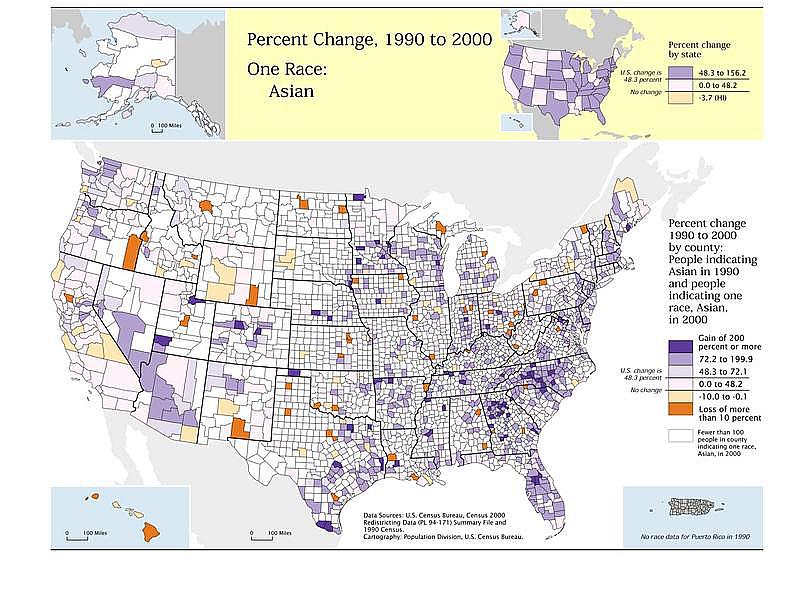 Percent Change, 1990 to 2000
One Race:
Asian
0 100 Miles
Percent change
by state
U.S. change is
48.3 percent
48.3 to 156.2
0.0 to 48.2
No change
-3.7 (HI)
Percent change
1990 to 2000
by county:
People indicating
Asian in 1990
and people
indicating one
race, Asian,
in 2000
Gain of 200
percent or more
72.2 to 199.9
U.S. change is
48.3 percent
48.3 to 72.1
0.0 to 48.2
No change
-10.0 to -0.1
Loss of more
than 10 percent
Fewer than 100
people in county
indicating one race,
Asian, in 2000
0 100 Miles
0 100 Miles
Data Sources: U.S. Census Bureau, Census 2000
Redistricting Data (PL 94-171) Summary File and
1990 Census.
Cartography: Population Division, U.S. Census Bureau.
No race data for Puerto Rico in 1990